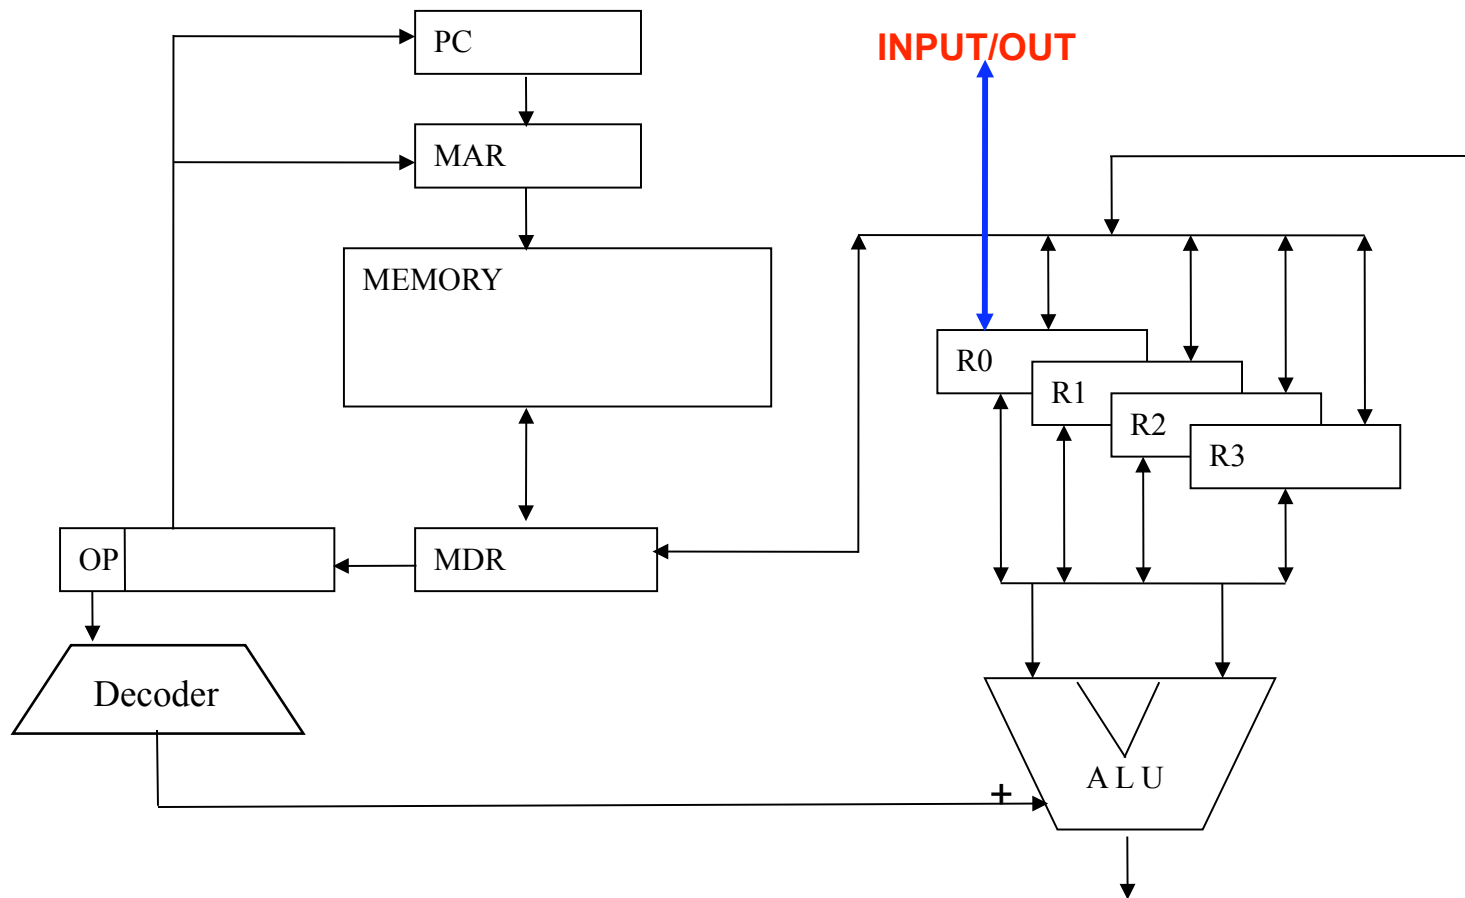 PC
INPUT/OUT
MAR
MEMORY
R0
R1
R2
R3
OP
MDR
Decoder
A L U
+